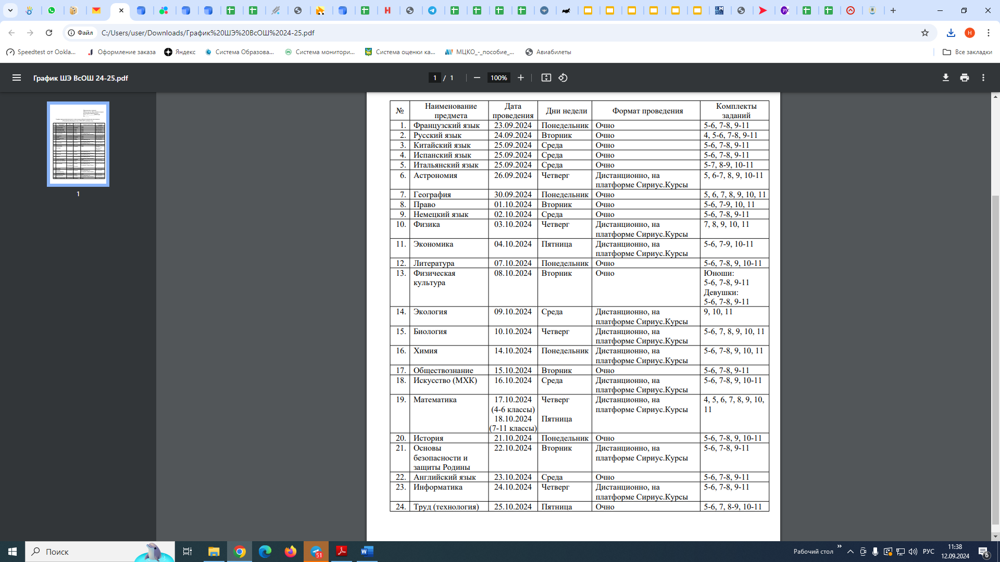 Файл
C:/Users/user/Downloads/График%20ШЭ%20ВсОШ%2024-25.pdf
Speedtest от Ookla...
Оформление заказа
Яндекс
Система Образова...
Система монитори...
Система оценки ка...
МЦКО_-_пособие_...
Авиабилеты
Все закладки
График ШЭ ВсОШ 24-25.pdf
1 / 1
100%
1
№ Наименование предмета Дата проведения Дни недели Формат проведения Комплекты заданий
1. Французский язык 23.09.2024 Понедельник Очно 5-6, 7-8, 9-11
2. Русский язык 24.09.2024 Вторник Очно 4, 5-6, 7-8, 9-11
3. Китайский язык 25.09.2024 Среда Очно 5-6, 7-8, 9-11
4. Испанский язык 25.09.2024 Среда Очно 5-6, 7-8, 9-11
5. Итальянский язык 25.09.2024 Среда Очно 5-7, 8-9, 10-11
6. Астрономия 26.09.2024 Четверг Дистанционно, на 5, 6-7, 8, 9, 10-11
платформе Сириус.Курсы
7. География 30.09.2024 Понедельник Очно 5, 6, 7, 8, 9, 10, 11
8. Право 01.10.2024 Вторник Очно 5-6, 7-9, 10, 11
9. Немецкий язык 02.10.2024 Среда Очно 5-6, 7-8, 9-11
10. Физика 03.10.2024 Четверг Дистанционно, на 7, 8, 9, 10, 11
платформе Сириус.Курсы
11. Экономика 04.10.2024 Пятница Дистанционно, на 5-6, 7-9, 10-11
платформе Сириус.Курсы
12. Литература 07.10.2024 Понедельник Очно 5-6, 7-8, 9, 10-11
13. Физическая 08.10.2024 Вторник Очно Юноши:
культура 5-6, 7-8, 9-11
Девушки:
5-6, 7-8, 9-11
14. Экология 09.10.2024 Среда Дистанционно, на 9, 10, 11
платформе Сириус.Курсы
15. Биология 10.10.2024 Четверг Дистанционно, на 5-6, 7, 8, 9, 10, 11
платформе Сириус.Курсы
16. Химия 14.10.2024 Понедельник Дистанционно, на 5-6, 7-8, 9, 10, 11
платформе Сириус.Курсы
17. Обществознание 15.10.2024 Вторник Очно 5-6, 7-8, 9-11
18. Искусство (МХК) 16.10.2024 Среда Дистанционно, на 5-6, 7-8, 9, 10-11
платформе Сириус.Курсы
19. Математика 17.10.2024 Четверг Дистанционно, на 4, 5, 6, 7, 8, 9, 10,
(4-6 классы) платформе Сириус.Курсы 11
18.10.2024 Пятница
(7-11 классы)
20. История 21.10.2024 Понедельник Очно 5-6, 7-8, 9, 10-11
21. Основы 22.10.2024 Вторник Дистанционно, на 5-6, 7-8, 9-11
безопасности и платформе Сириус.Курсы
защиты Родины
22. Английский язык 23.10.2024 Среда Очно 5-6, 7-8, 9-11
23. Информатика 24.10.2024 Четверг Дистанционно, на 5-6, 7-8, 9-11
платформе Сириус.Курсы
24. Труд (технология) 25.10.2024 Пятница Очно 5-6, 7, 8-9, 10-11
Поиск
51
Рабочий стол
РУС
11:38
12.09.2024
6